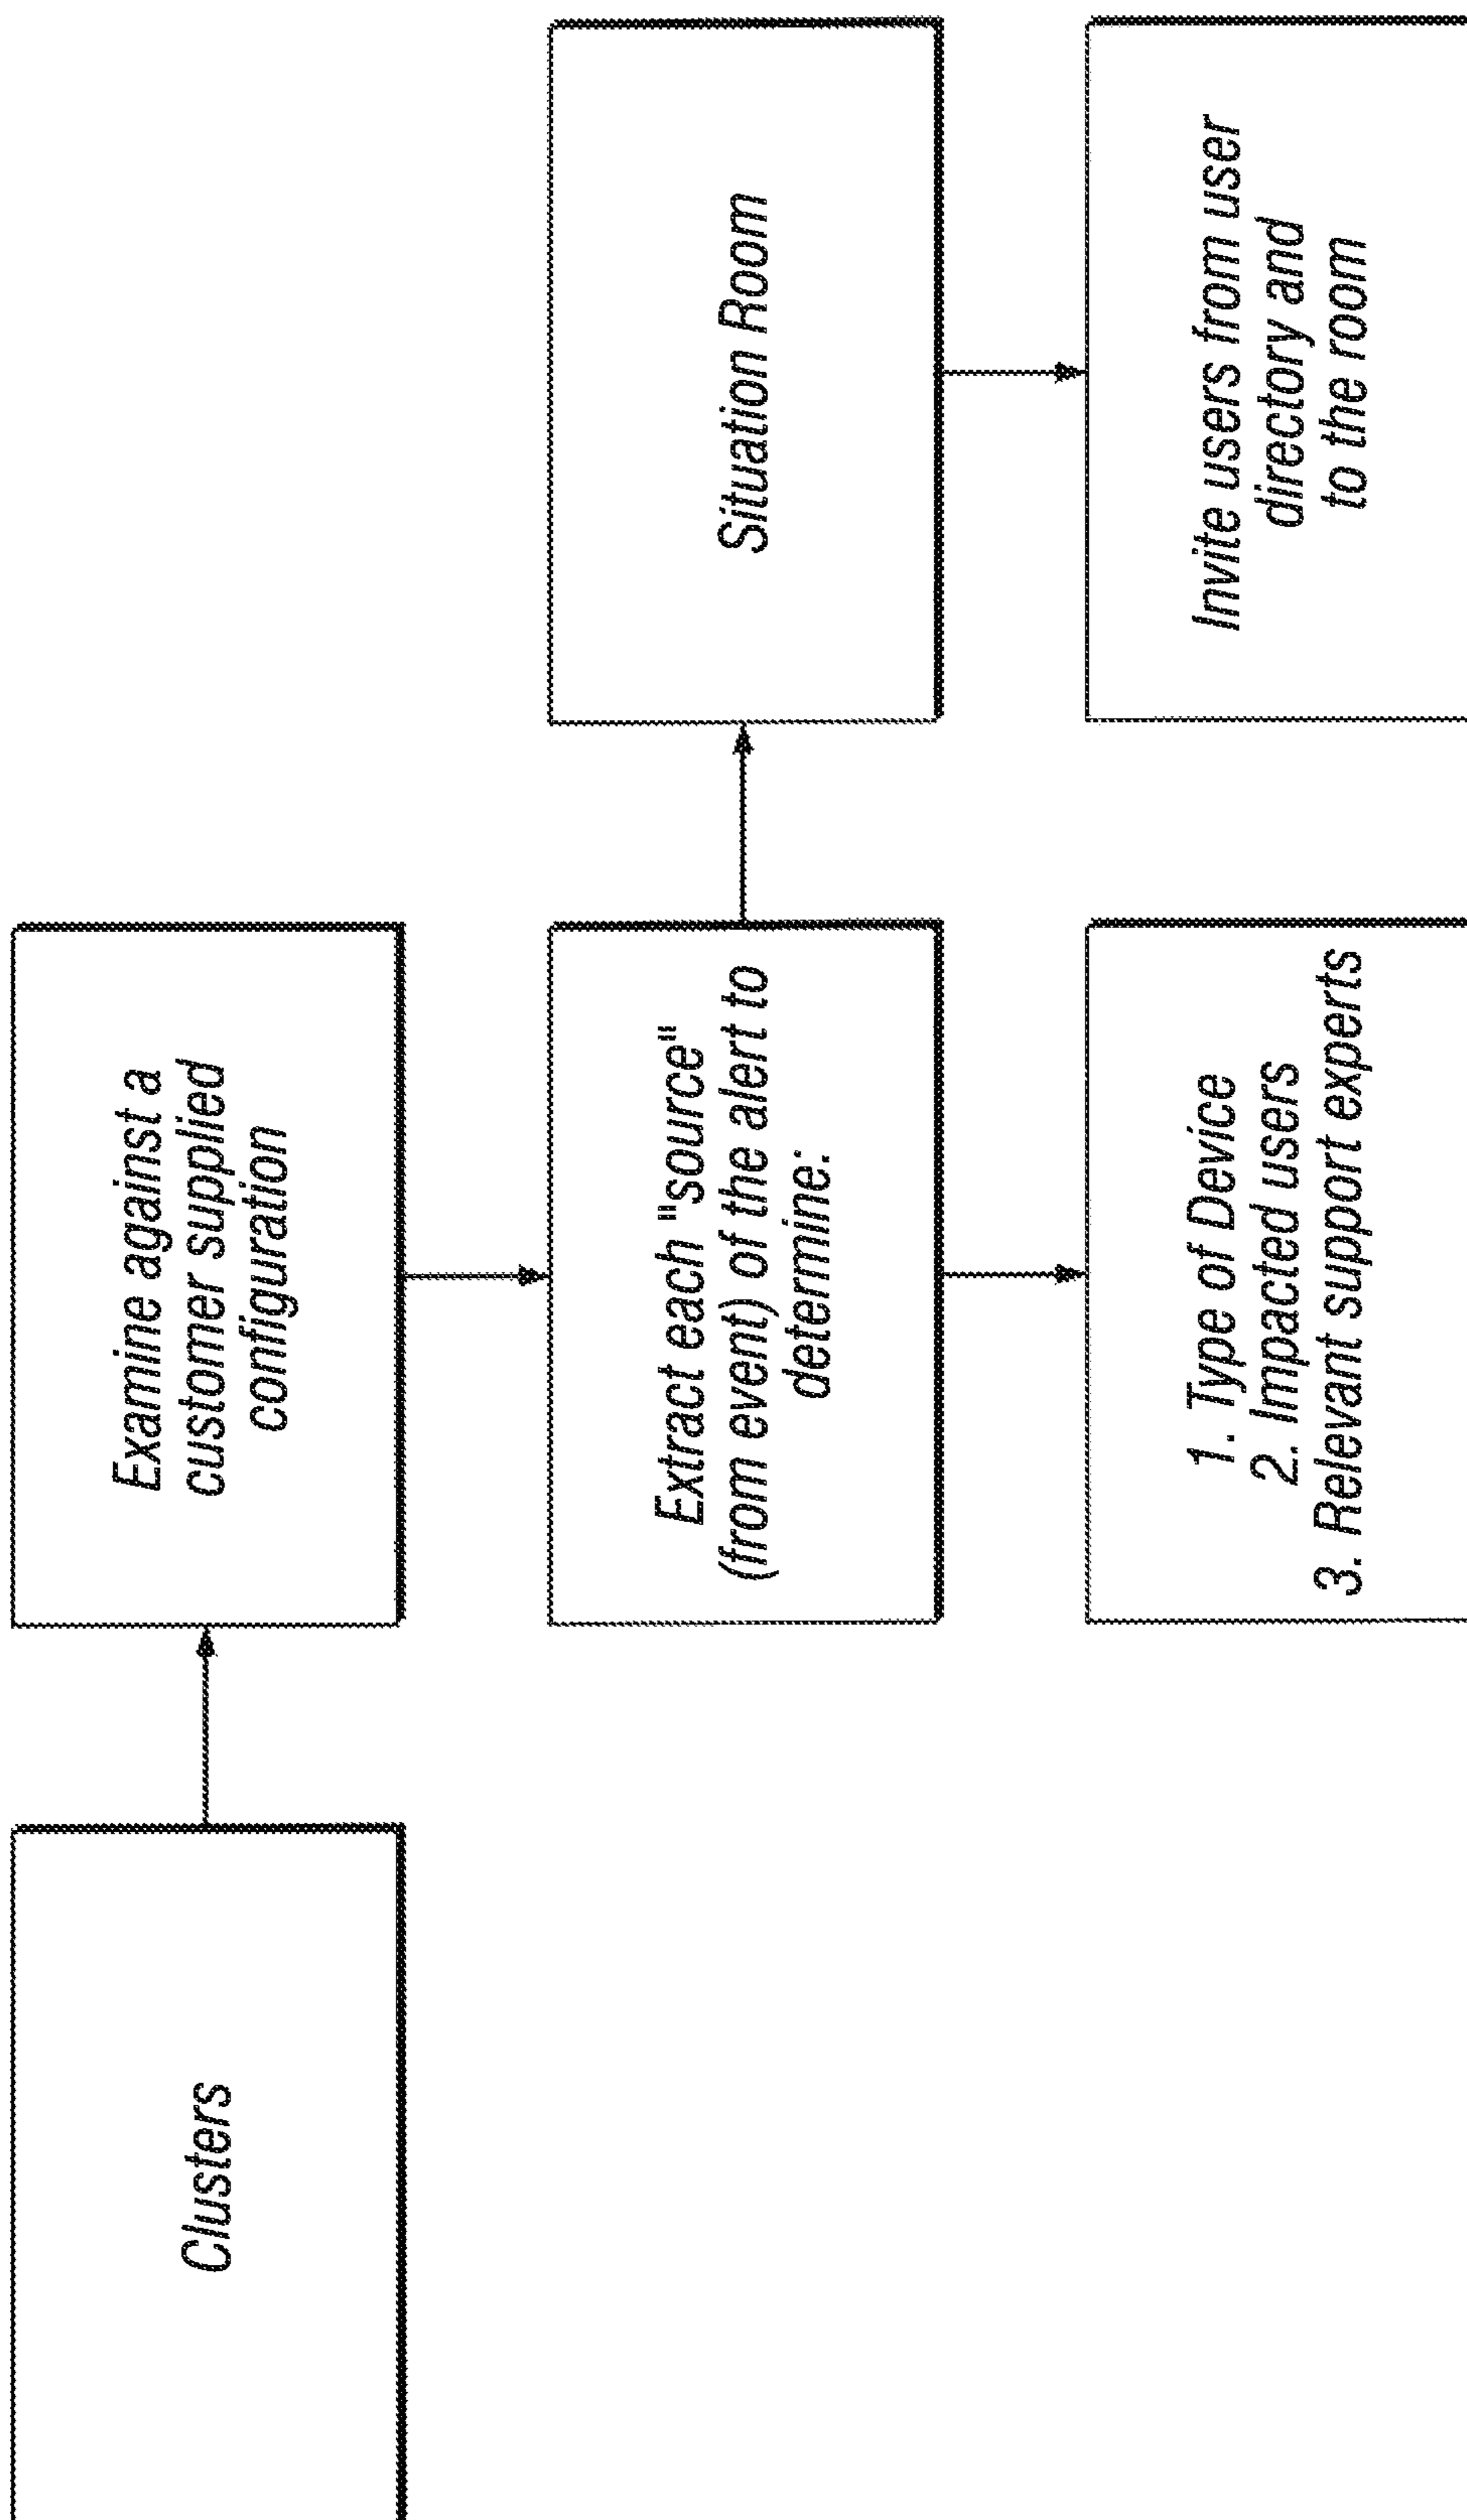 Clusters
Examine against a
customer supplied
configuration
Extract each "source"
(from event) of the alert to
determine:
Situation Room
1. Type of Device
2. Impacted users
3. Relevant support experts
Invite users from user
directory and
to the room